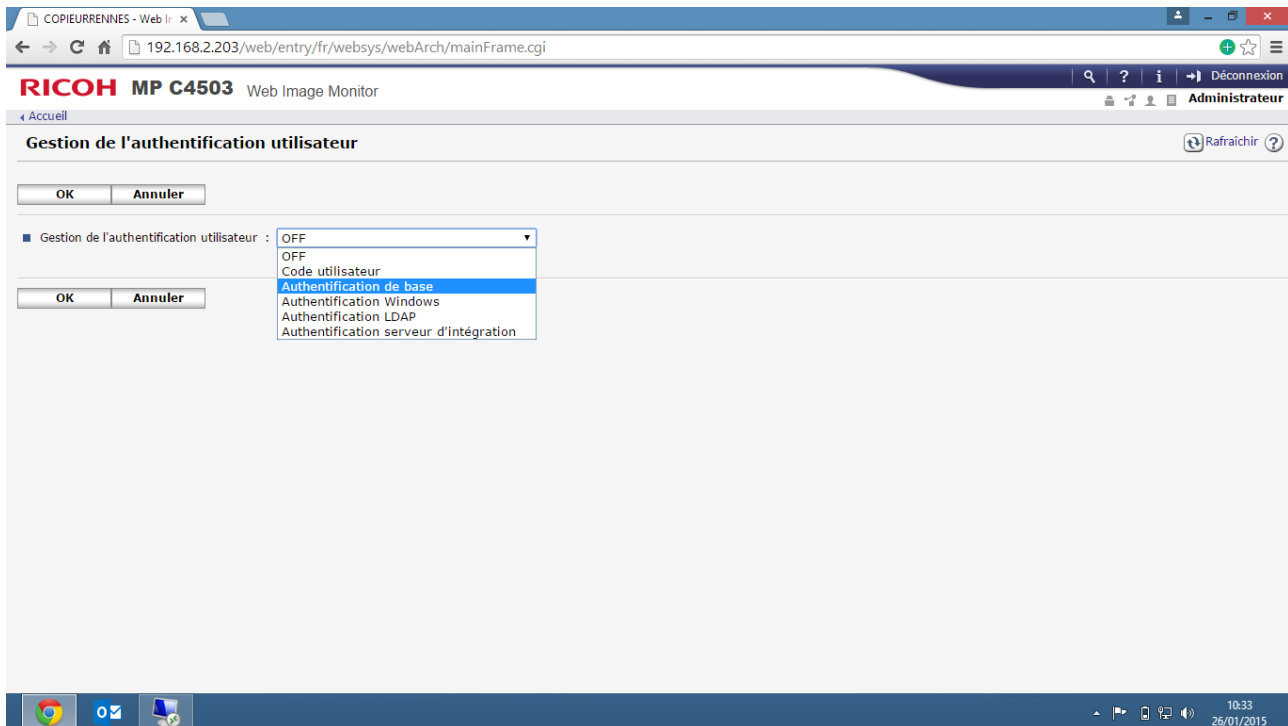 COPIEURRENNES - Web Ir
192.168.2.203/web/entry/fr/websys/webArch/mainFrame.cgi
RICOH MP C4503 Web Image Monitor
? i Déconnexion
Administrateur
Accueil
Gestion de l'authentification utilisateur
Rafraîchir ?
OK Annuler
Gestion de l'authentification utilisateur : OFF
OFF
Code utilisateur
Authentification de base
Authentification Windows
Authentification LDAP
Authentification serveur d'intégration
OK Annuler
10:33
26/01/2015